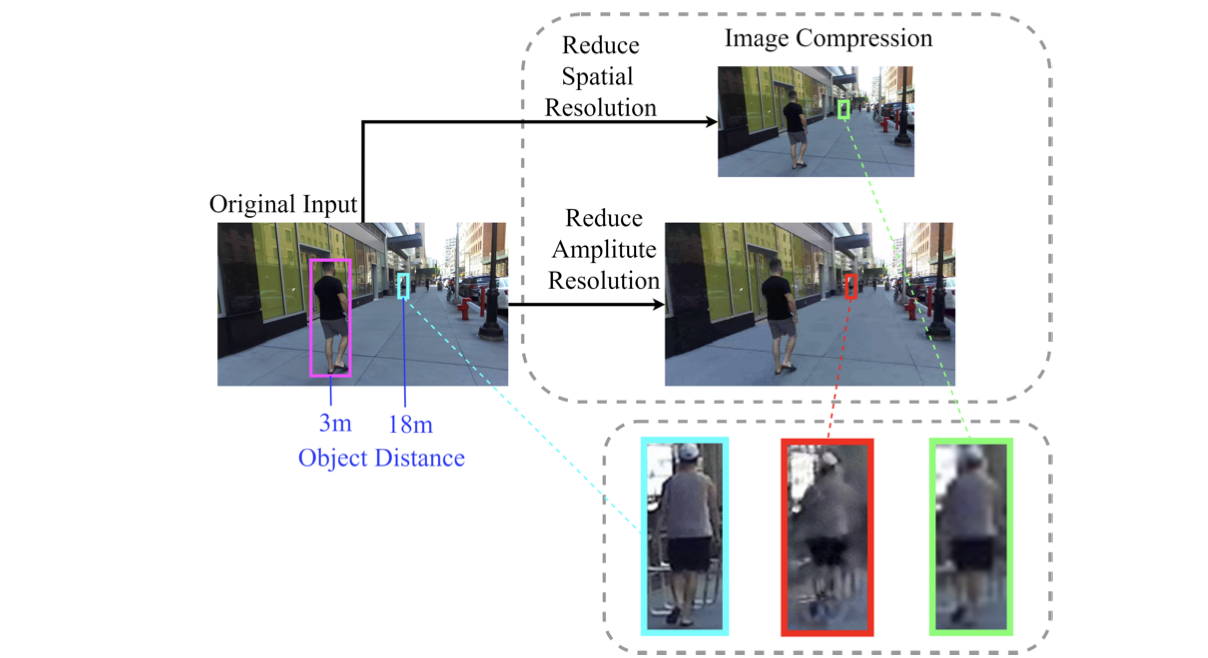 Reduce
Spatial
Resolution
Image Compression
Original Input
Reduce
Amplitute
Resolution
3m
18m
Object Distance